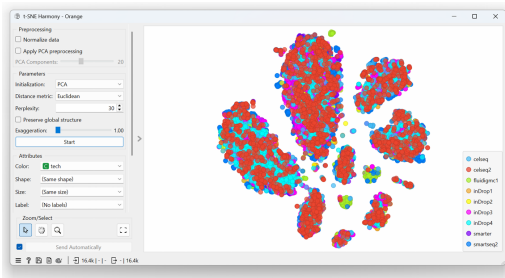 t-SNE Harmony - Orange
Preprocessing
Normalize data
Apply PCA preprocessing
PCA Components: 20
Parameters
Initialization: PCA
Distance metric: Euclidean
Perplexity: 30
Preserve global structure
Exaggeration: 1.00
Start
Attributes
Color: C tech
Shape: (Same shape)
Size: (Same size)
Label: (No labels)
Zoom/Select
Send Automatically
16.4k | - | - 16.4k
celseq
celseq2
fluidigmc1
inDrop1
inDrop2
inDrop3
inDrop4
smarter
smartseq2